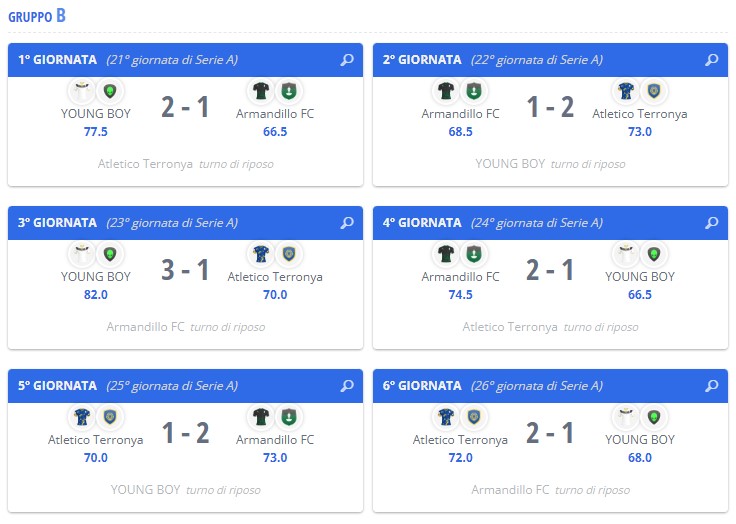 GRUPPO B
1° GIORNATA (21° giornata di Serie A)
YOUNG BOY 2 - 1 Armandillo FC
77.5 66.5
Atletico Terronya turno di riposo
2° GIORNATA (22° giornata di Serie A)
Armandillo FC 1 - 2 Atletico Terronya
68.5 73.0
YOUNG BOY turno di riposo
3° GIORNATA (23° giornata di Serie A)
YOUNG BOY 3 - 1 Atletico Terronya
82.0 70.0
Armandillo FC turno di riposo
4° GIORNATA (24° giornata di Serie A)
Armandillo FC 2 - 1 YOUNG BOY
74.5 66.5
Atletico Terronya turno di riposo
5° GIORNATA (25° giornata di Serie A)
Atletico Terronya 1 - 2 Armandillo FC
70.0 73.0
YOUNG BOY turno di riposo
6° GIORNATA (26° giornata di Serie A)
Atletico Terronya 2 - 1 YOUNG BOY
72.0 68.0
Armandillo FC turno di riposo